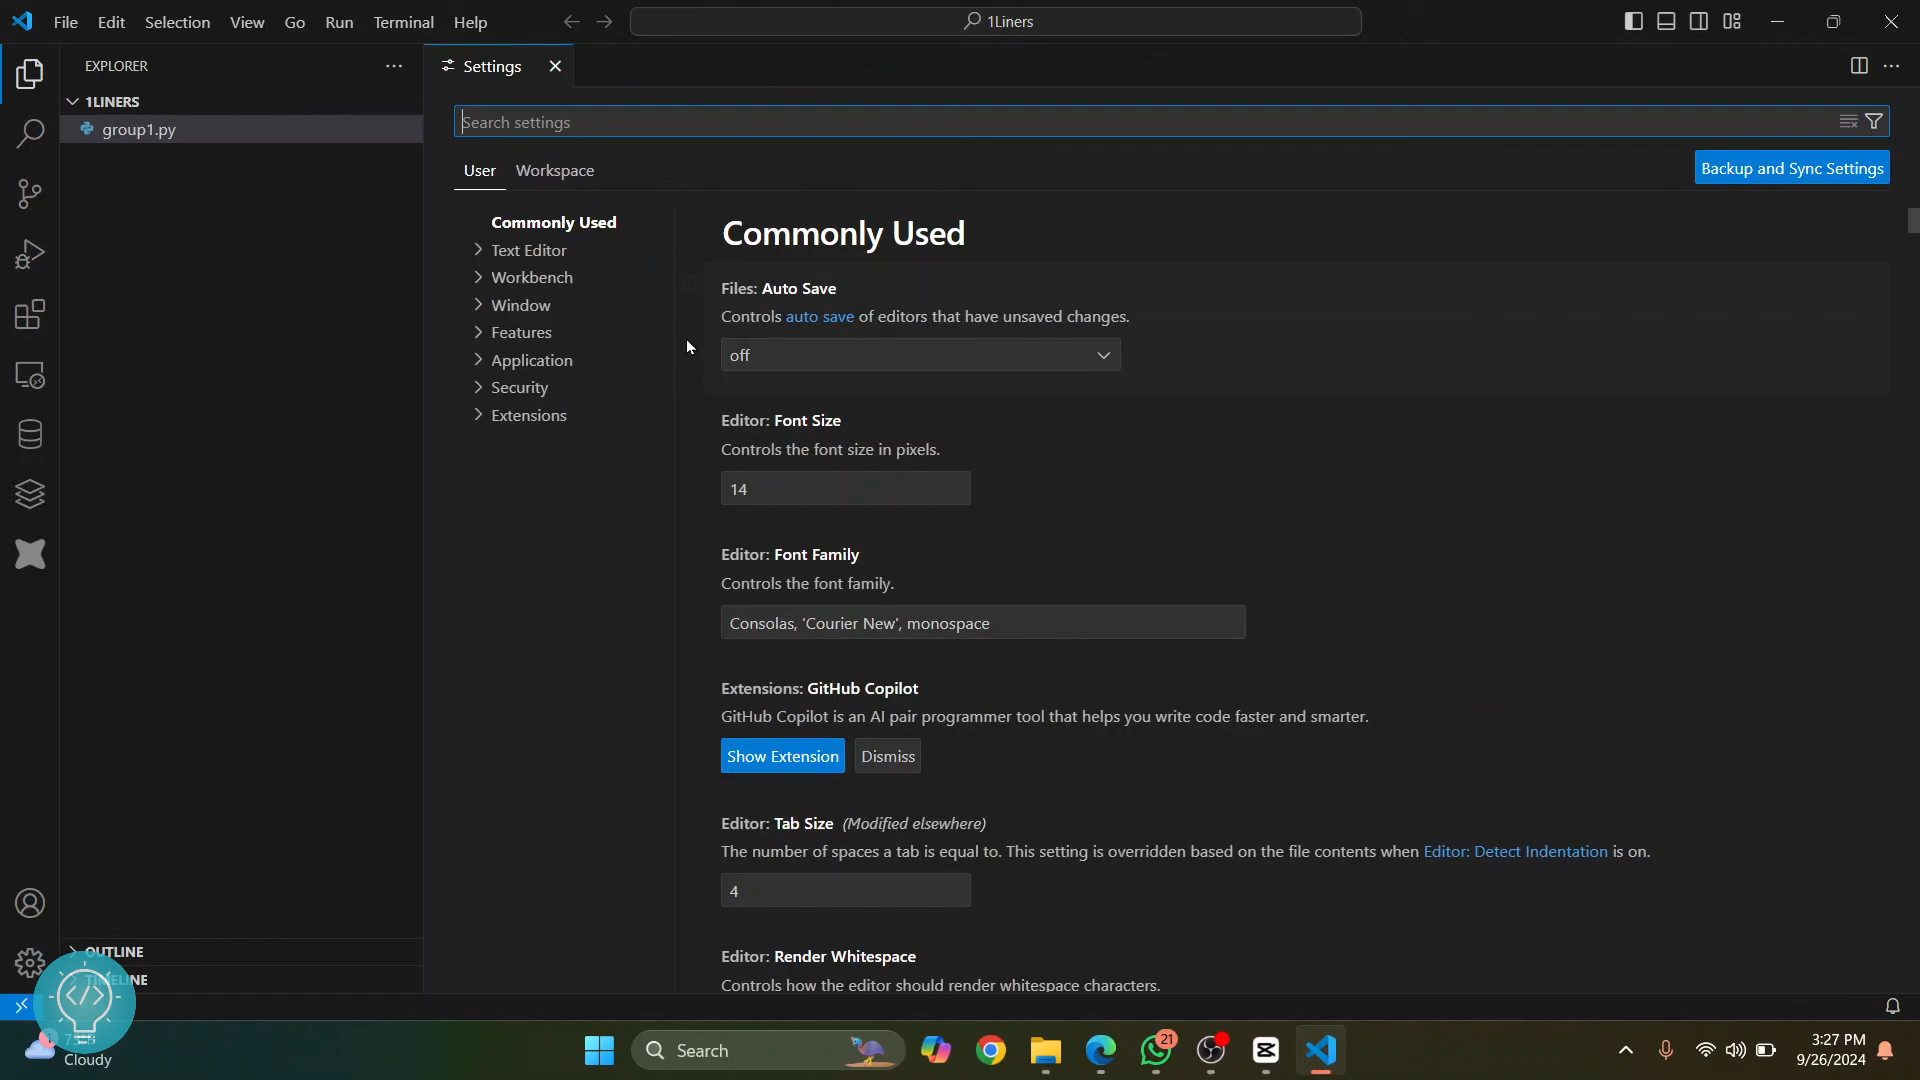 File Edit Selection View Go Run Terminal Help
1Liners
EXPLORER
1LINERS
group1.py
OUTLINE
TIMELINE
Settings
Search settings
User Workspace
Backup and Sync Settings
Commonly Used
Text Editor
Workbench
Window
Features
Application
Security
Extensions
Commonly Used
Files: Auto Save
Controls auto save of editors that have unsaved changes.
off
Editor: Font Size
Controls the font size in pixels.
14
Editor: Font Family
Controls the font family.
Consolas, 'Courier New', monospace
Extensions: GitHub Copilot
GitHub Copilot is an AI pair programmer tool that helps you write code faster and smarter.
Show Extension Dismiss
Editor: Tab Size (Modified elsewhere)
The number of spaces a tab is equal to. This setting is overridden based on the file contents when Editor: Detect Indentation is on.
4
Editor: Render Whitespace
Controls how the editor should render whitespace characters.
Cloudy
Search
21
3:27 PM
9/26/2024